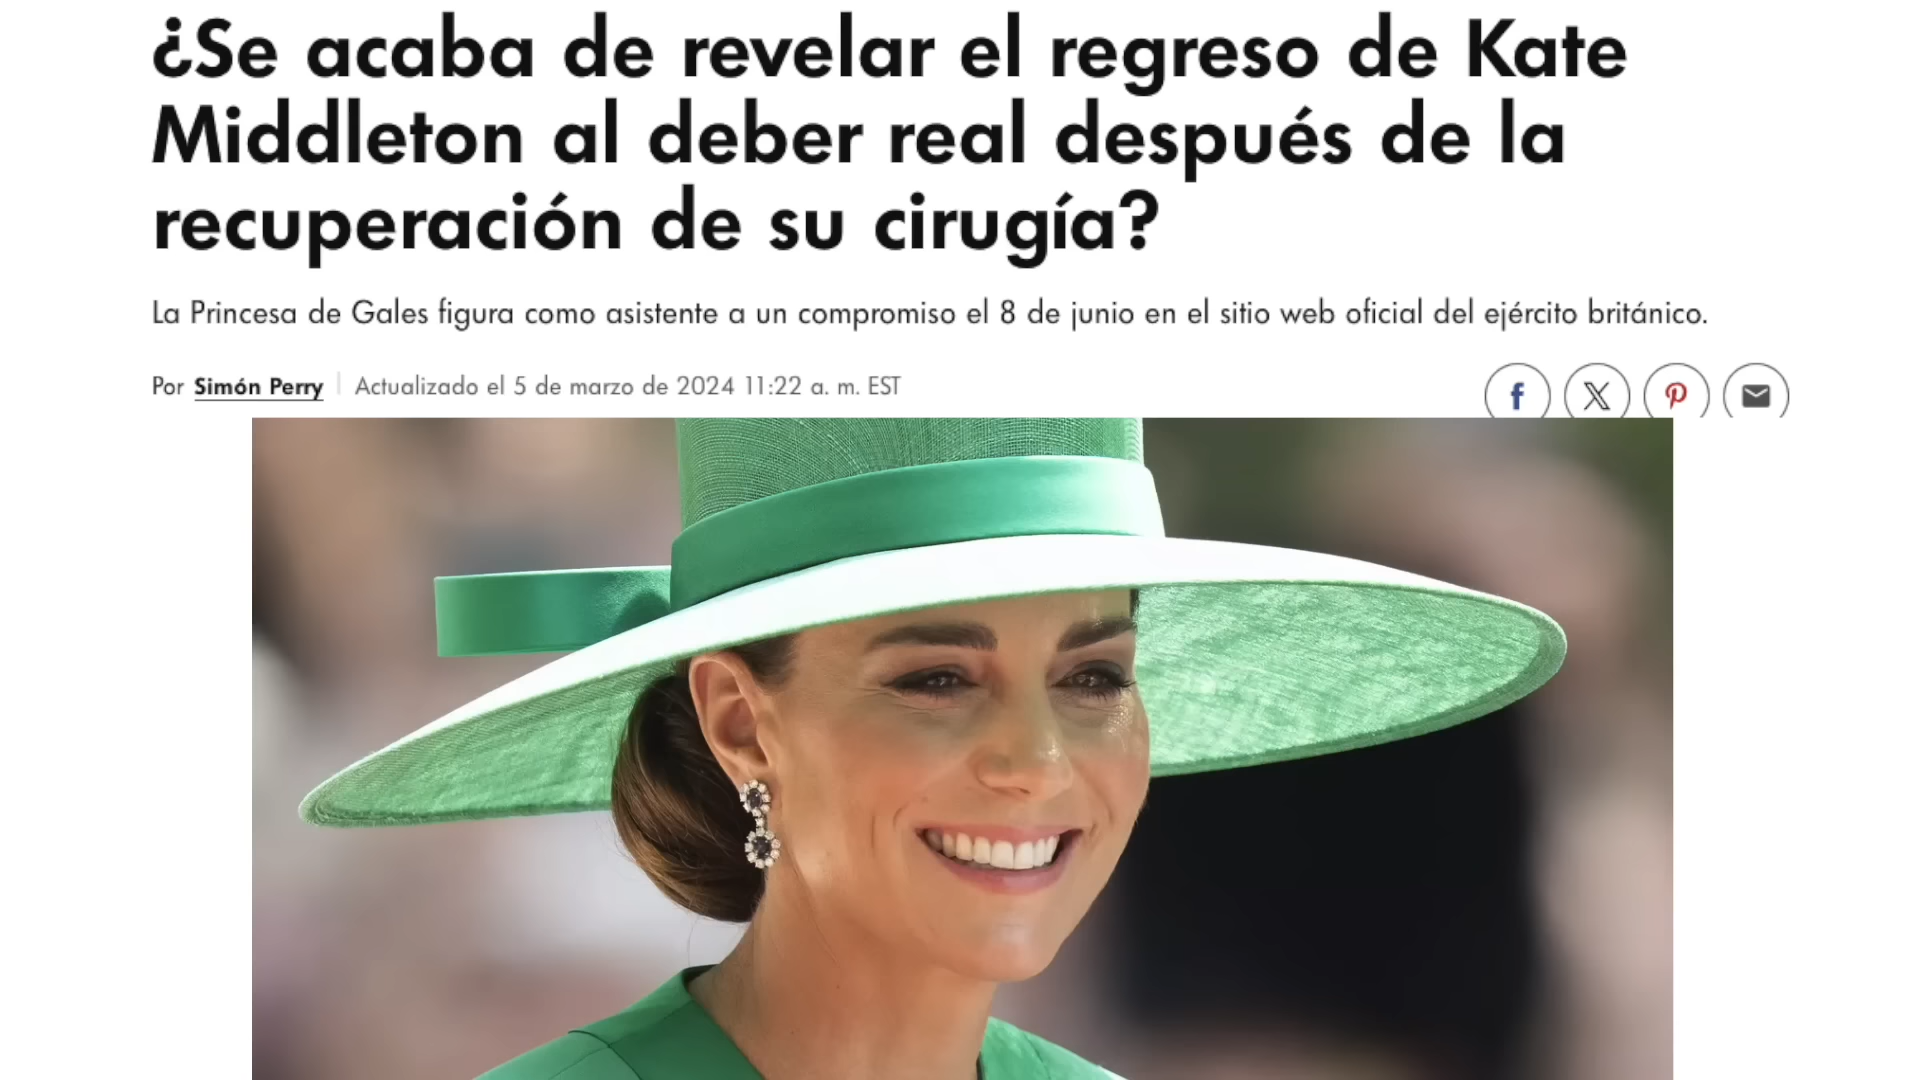 ¿Se acaba de revelar el regreso de Kate
Middleton al deber real después de la
recuperación de su cirugía?
La Princesa de Gales figura como asistente a un compromiso el 8 de junio en el sitio web oficial del ejército británico.
Por Simón Perry | Actualizado el 5 de marzo de 2024 11:22 a. m. EST